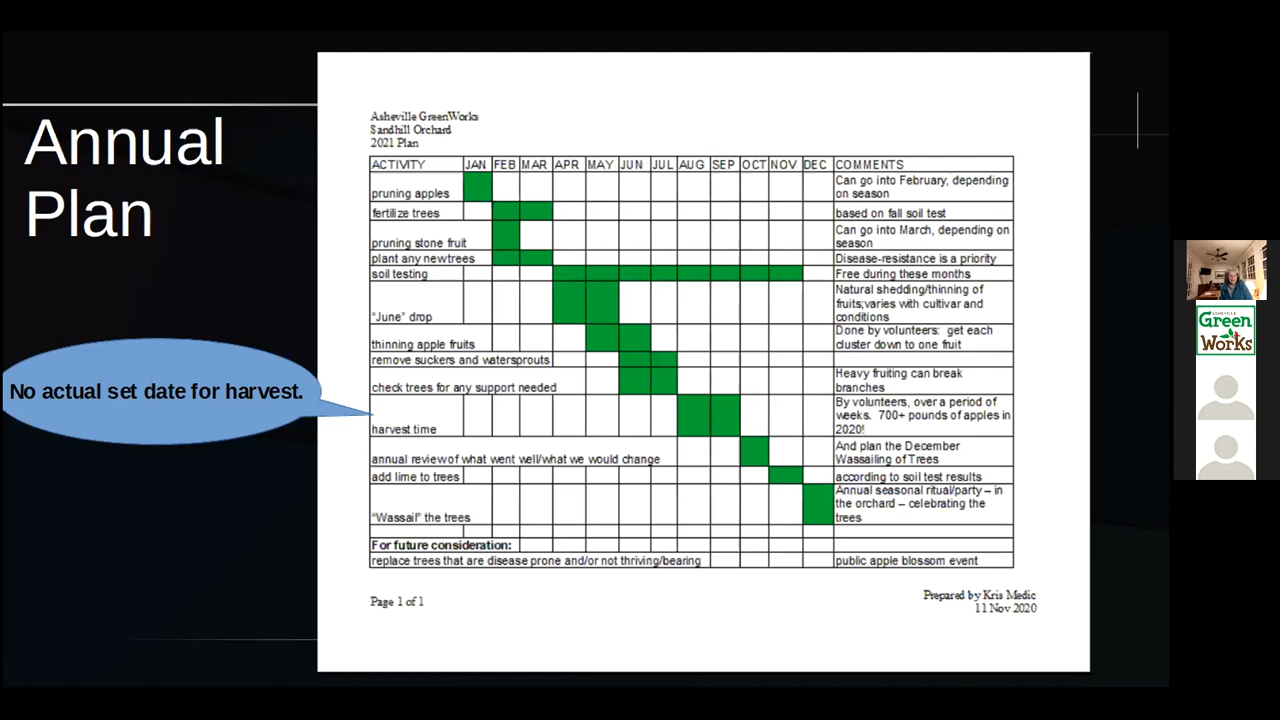 Annual
Plan
No actual set date for harvest.
Asheville GreenWorks
Sandhill Orchard
2021 Plan
ACTIVITY JAN FEB MAR APR MAY JUN JUL AUG SEP OCT NOV DEC COMMENTS
pruning apples
Can go into February, depending
on season
fertilize trees based on fall soil test
pruning stone fruit
Can go into March, depending on
season
plant any newtrees Disease-resistance is a priority
soil testing Free during these months
"June" drop
Natural shedding/thinning of
fruits;varies with cultivar and
conditions
thinning apple fruits
Done by volunteers: get each
cluster down to one fruit
remove suckers and watersprouts
check trees for any support needed
Heavy fruiting can break
branches
harvest time
By volunteers, over a period of
weeks. 700+ pounds of apples in
2020!
annual review of what went well/what we would change
And plan the December
Wassailing of Trees
add lime to trees according to soil test results
"Wassail" the trees
Annual seasonal ritual/party – in
the orchard – celebrating the
trees
For future consideration:
replace trees that are disease prone and/or not thriving/bearing public apple blossom event
Page 1 of 1
Prepared by Kris Medic
11 Nov 2020
ASHEVILLE
Green
Works